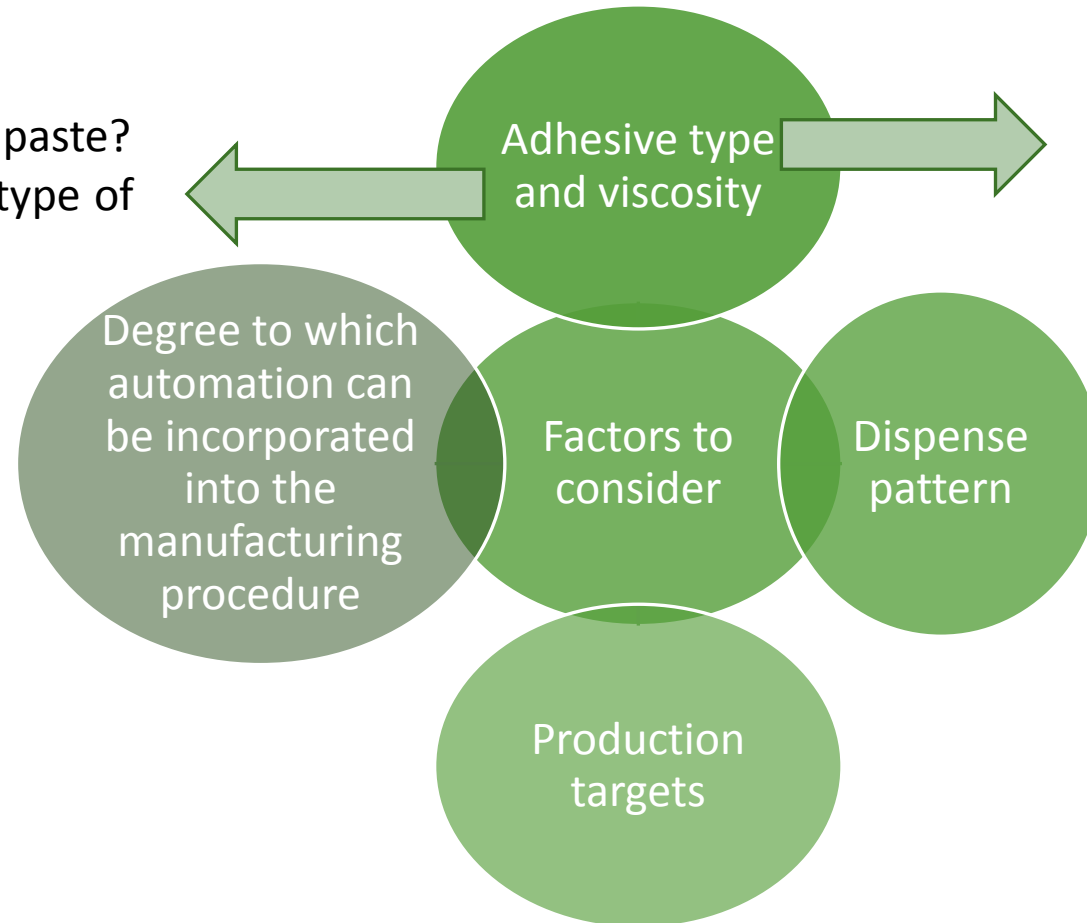 paste?
type of
Adhesive type
and viscosity
Degree to which
automation can
be incorporated
into the
manufacturing
procedure
Factors to
consider
Dispense
pattern
Production
targets